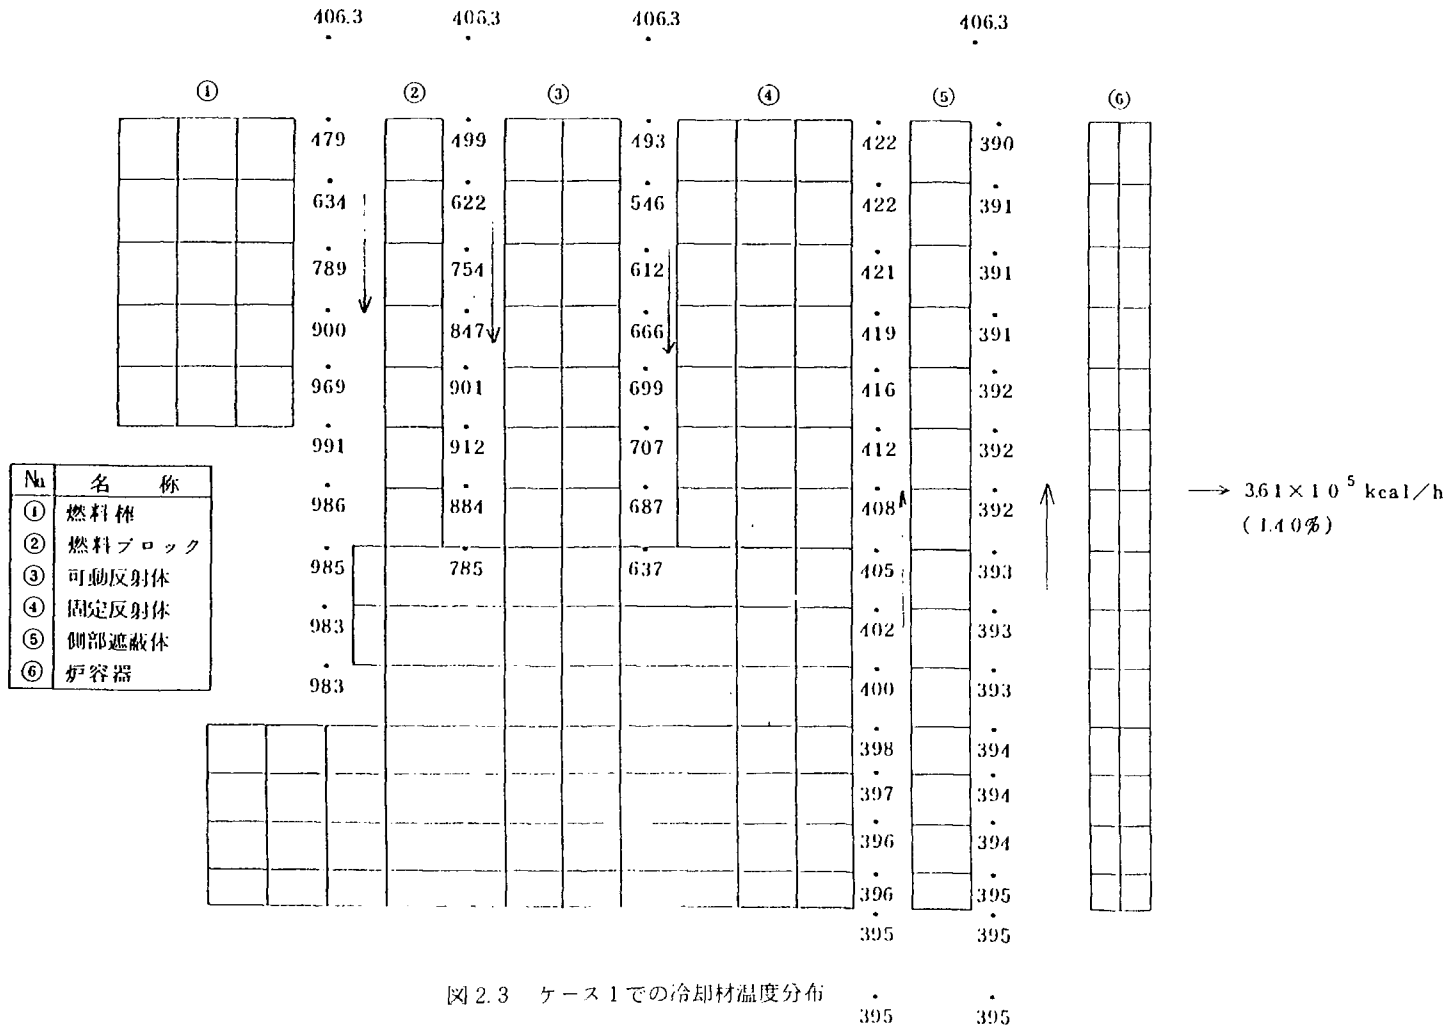 406.3 406.3 406.3 406.3
① ② ③ ④ ⑤ ⑥
479 499 493 422 390
634 622 546 422 391
789 754 612 421 391
900 847 666 419 391
969 901 699 416 392
991 912 707 412 392
986 884 687 408 392
985 785 637 405 393
983 402 393
983 400 393
398 394
397 394
396 394
396 395
395 395
395 395
No. 名 称
① 燃料棒
② 燃料ブロック
③ 可動反射体
④ 固定反射体
⑤ 側部遮蔽体
⑥ 炉容器
→ 3.61×10⁵ kcal/h
(1.40%)
図2.3 ケース1での冷却材温度分布